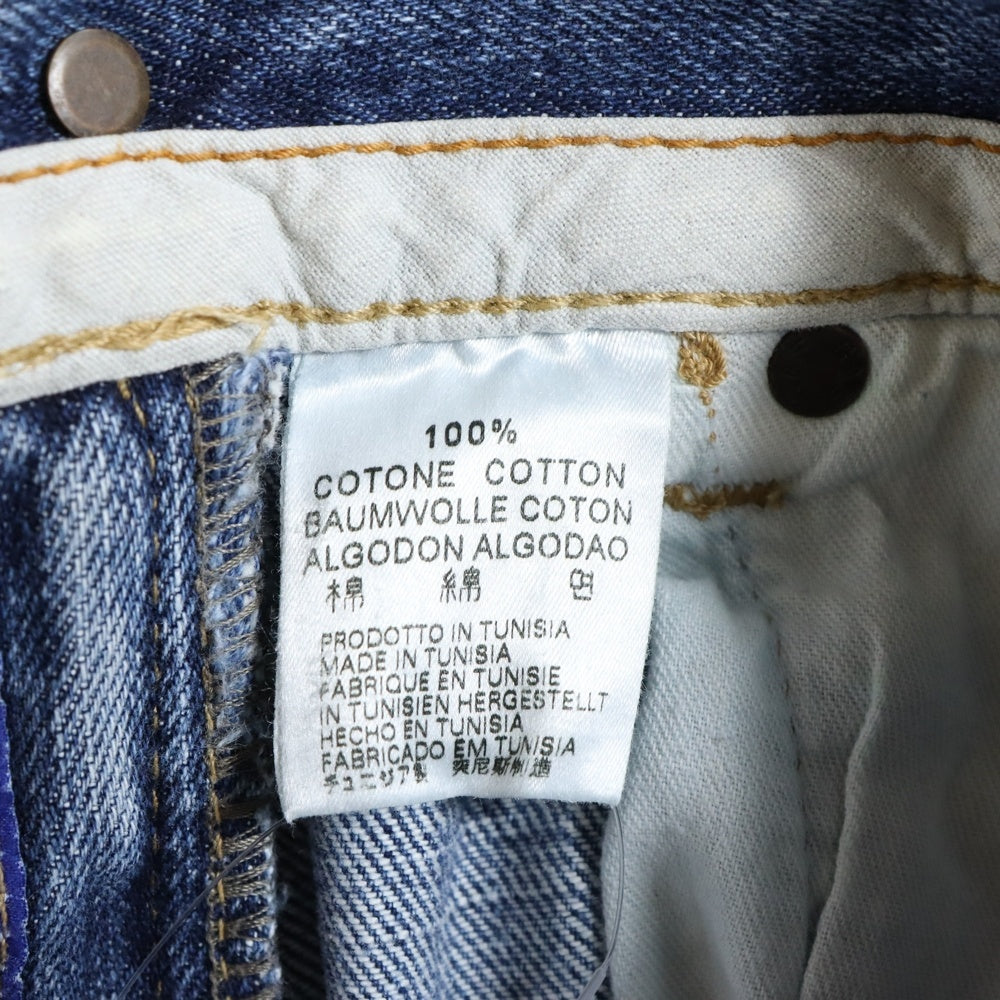 100%
COTONE COTTON
BAUMWOLLE COTON
ALGODON ALGODAO
棉 綿 면
PRODOTTO IN TUNISIA
MADE IN TUNISIA
FABRIQUE EN TUNISIE
IN TUNISIEN HERGESTELLT
HECHO EN TUNISIA
FABRICADO EM TUNISIA
チュニジア製 突尼斯制造